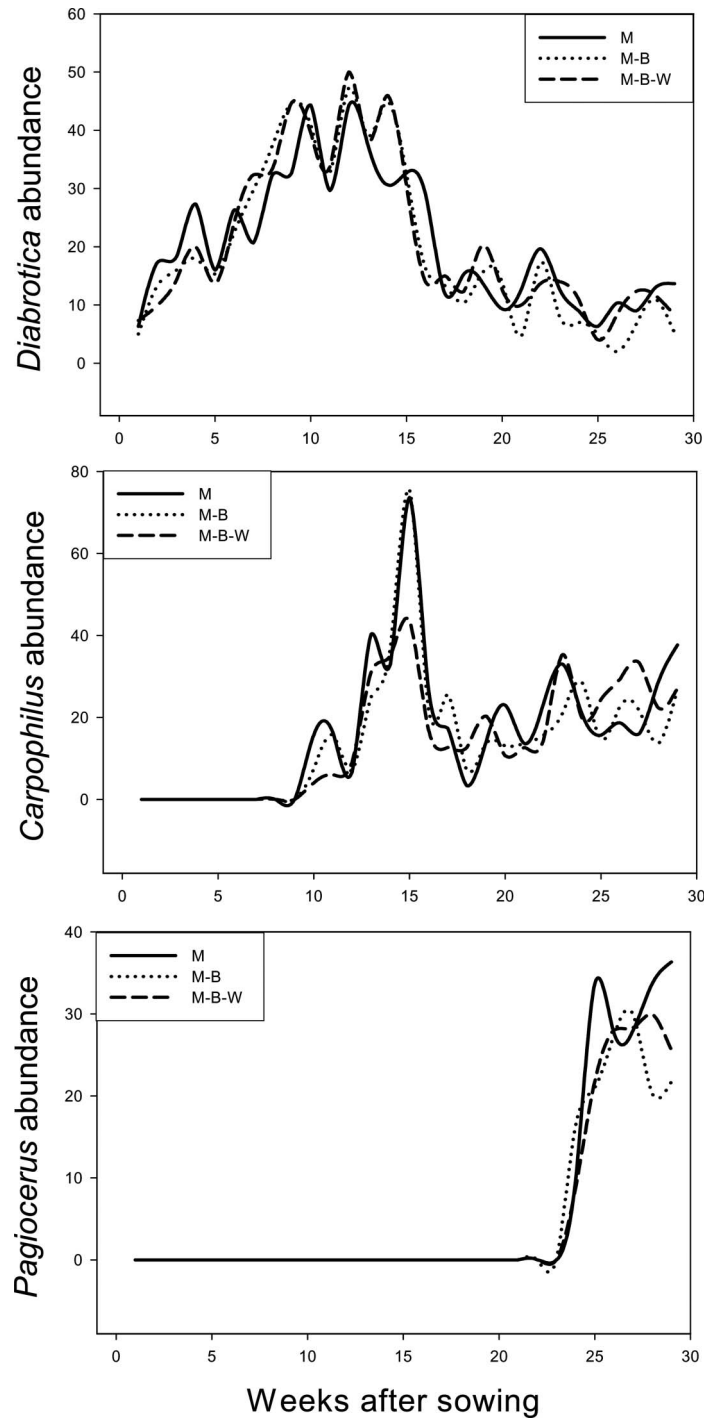 60
50
40
30
20
10
0
Diabrotica abundance
M
M-B
M-B-W
0 5 10 15 20 25 30
80
60
40
20
0
Carpophilus abundance
M
M-B
M-B-W
0 5 10 15 20 25 30
40
30
20
10
0
Pagiocerus abundance
M
M-B
M-B-W
0 5 10 15 20 25 30
Weeks after sowing